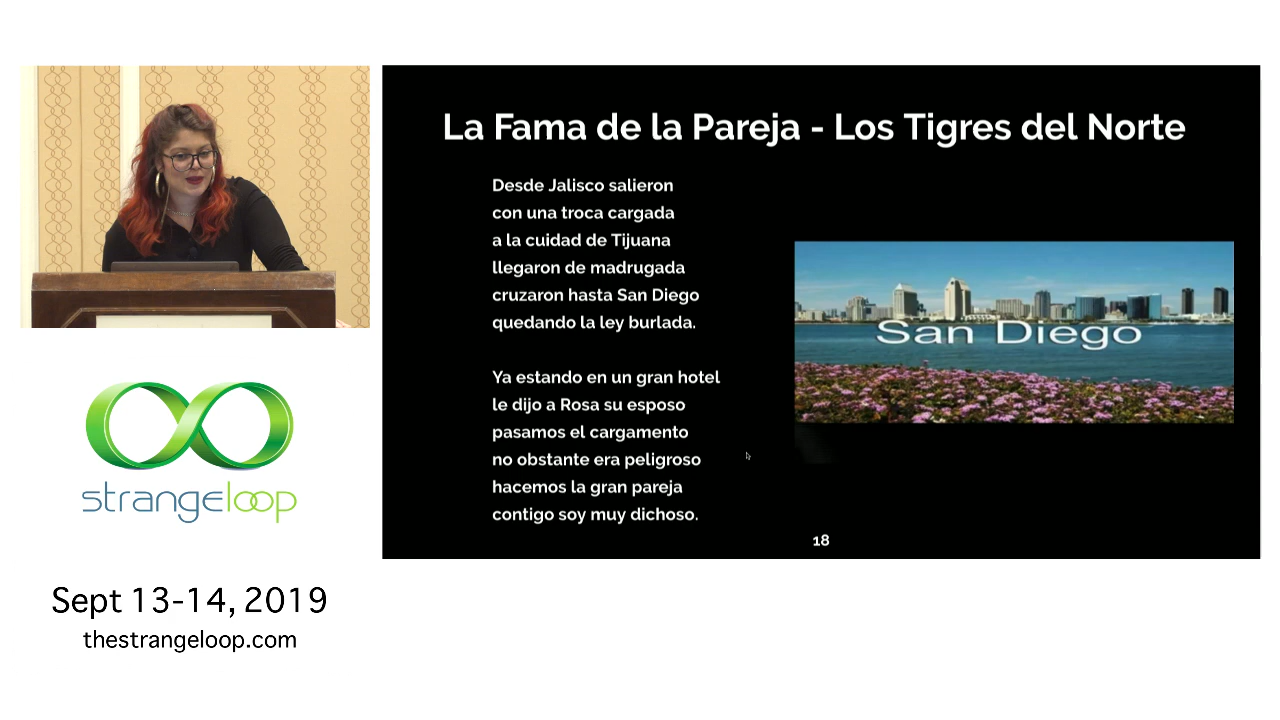 La Fama de la Pareja - Los Tigres del Norte
Desde Jalisco salieron
con una troca cargada
a la cuidad de Tijuana
llegaron de madrugada
cruzaron hasta San Diego
quedando la ley burlada.
Ya estando en un gran hotel
le dijo a Rosa su esposo
pasamos el cargamento
no obstante era peligroso
hacemos la gran pareja
contigo soy muy dichoso.
San Diego
18
strangeloop
Sept 13-14, 2019
thestrangeloop.com